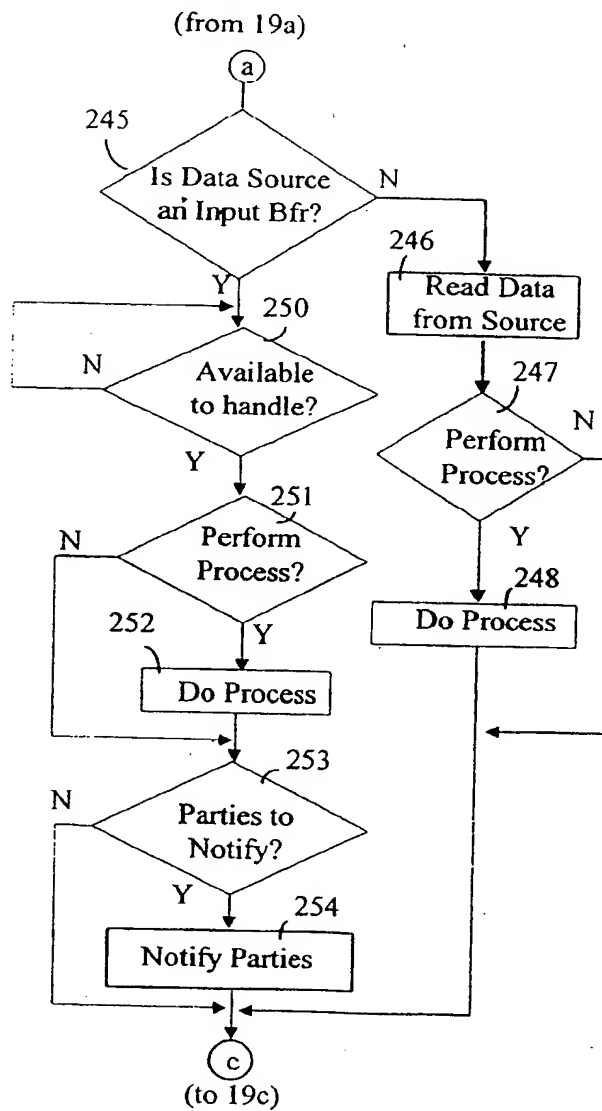 (from 19a)
a
245
Is Data Source
an Input Bfr?
N
Y
246
Read Data
from Source
250
N
Available
to handle?
Y
247
N
Perform
Process?
Y
251
N
Perform
Process?
Y
248
Do Process
252
Do Process
253
N
Parties to
Notify?
Y
254
Notify Parties
c
(to 19c)